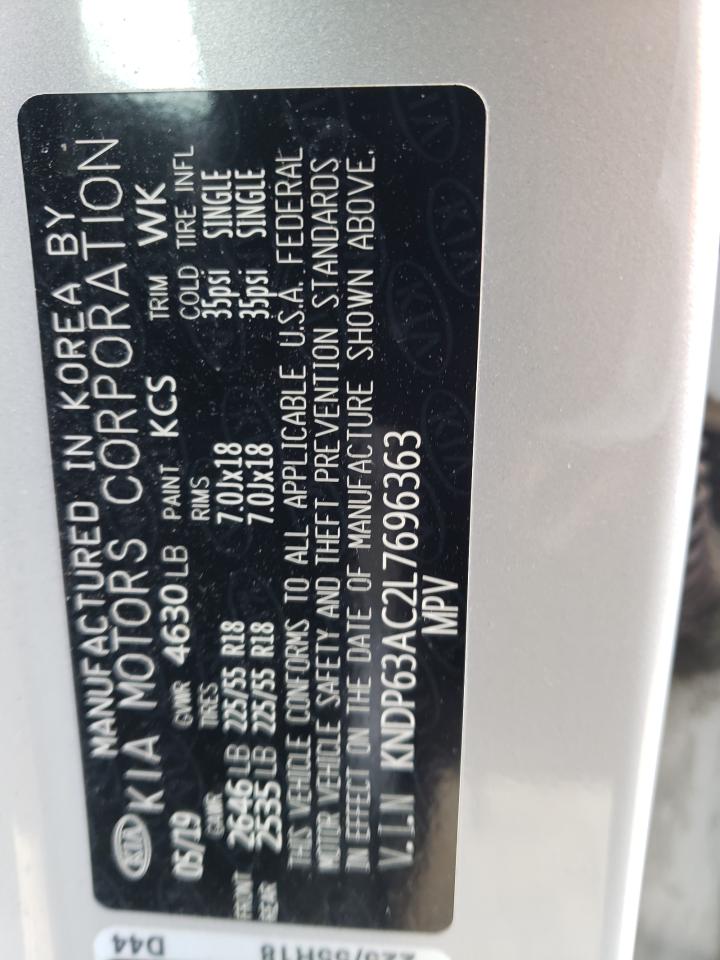 MANUFACTURED IN KOREA BY
KIA KIA MOTORS CORPORATION
05/19 GVWR 4630LB PAINT KCS TRIM WK
GAWR TIRES RIMS COLD TIRE INFL
FRONT 2646LB 225/55 R18 7.0Jx18 35psi SINGLE
REAR 2535LB 225/55 R18 7.0Jx18 35psi SINGLE
THIS VEHICLE CONFORMS TO ALL APPLICABLE U.S.A. FEDERAL
MOTOR VEHICLE SAFETY AND THEFT PREVENTION STANDARDS
IN EFFECT ON THE DATE OF MANUFACTURE SHOWN ABOVE.
V.I.N KNDP63AC2L7696363
MPV
D44
225/55H18